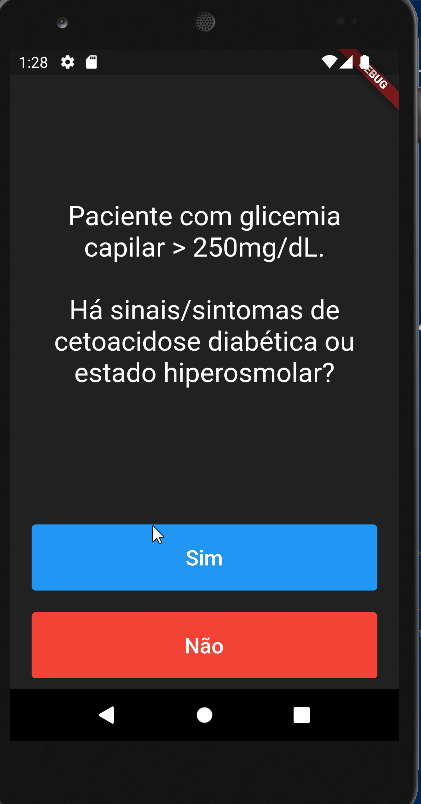 1:28
DEBUG
Paciente com glicemia
capilar > 250mg/dL.
Há sinais/sintomas de
cetoacidose diabética ou
estado hiperosmolar?
Sim
Não